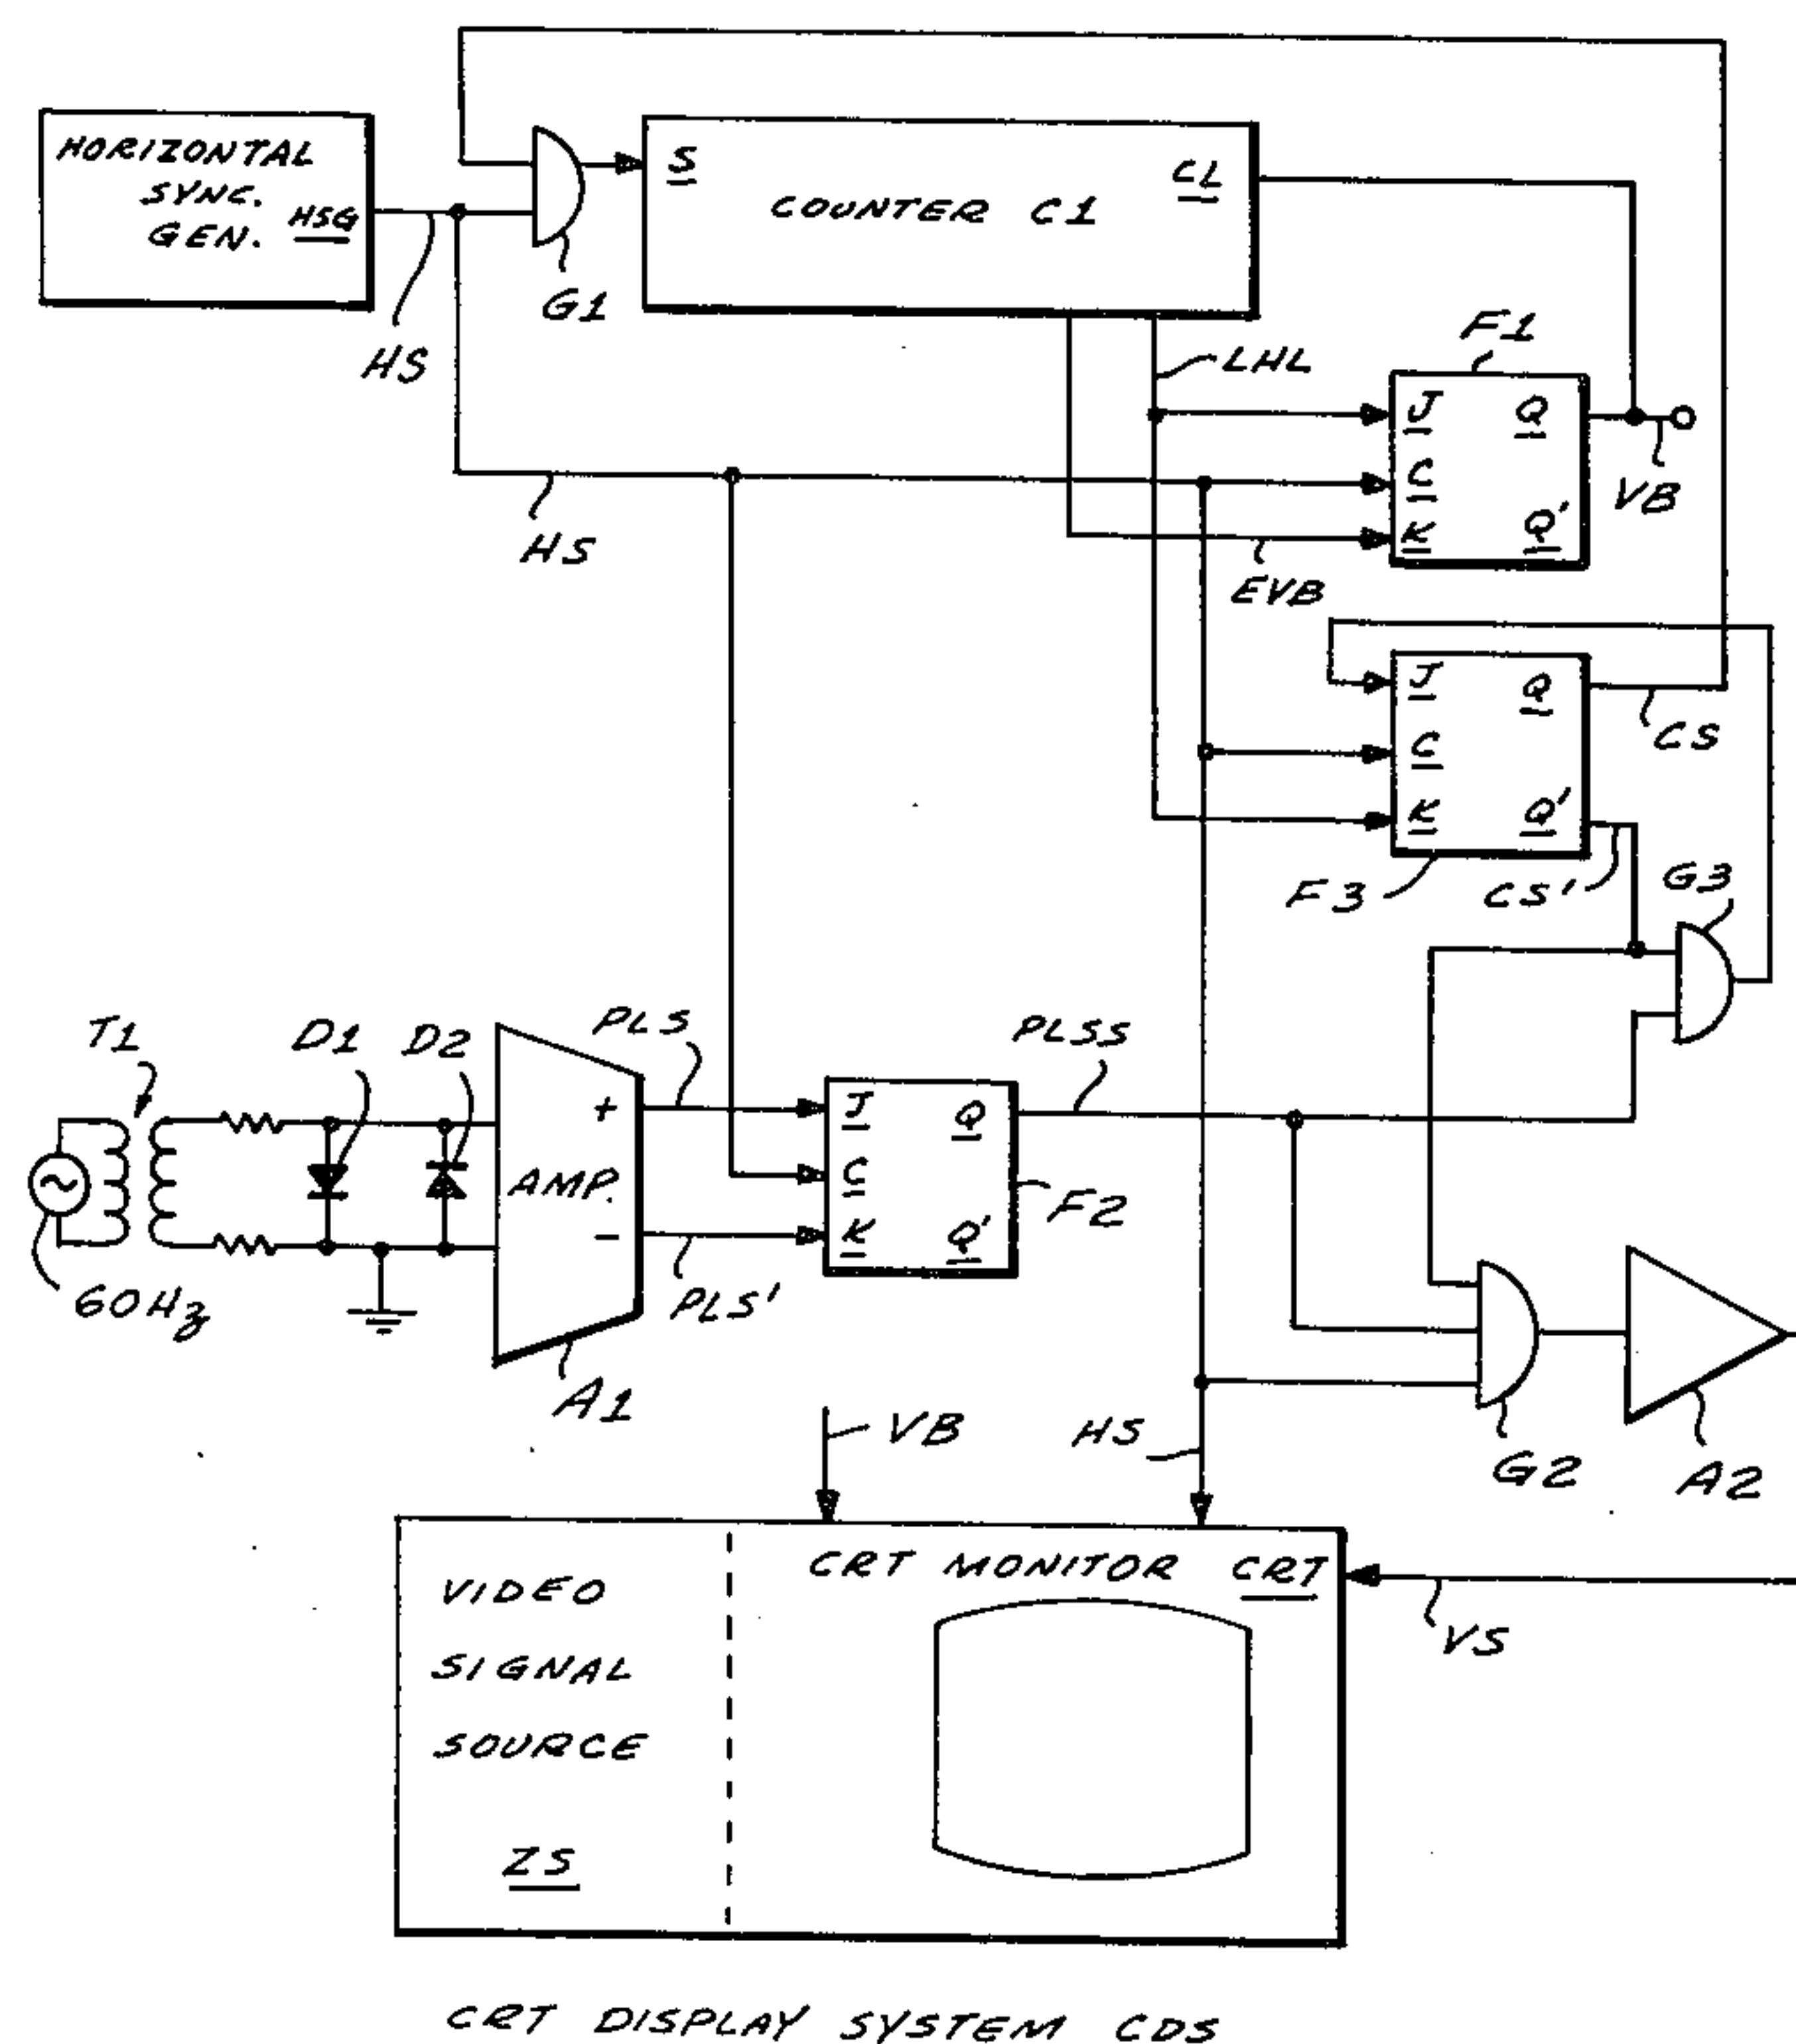 HORIZONTAL
SYNC.
GEN. HSG
HS
G1
S
CL
COUNTER C1
LHL
F1
J Q
C
K Q'
VB
HS
EVB
J Q
C
K Q'
CS
F3
CS'
G3
T1
D1
D2
PLS
PLSS
+
AMP.
-
J Q
C
K Q'
F2
60Hz
PLS'
A1
VB
HS
G2
A2
CRT MONITOR CRT
VIDEO
SIGNAL
SOURCE
ZS
VS
CRT DISPLAY SYSTEM CDS